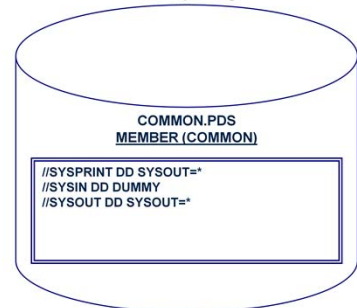 COMMON.PDS
MEMBER (COMMON)
//SYSPRINT DD SYSOUT=*
//SYSIN DD DUMMY
//SYSOUT DD SYSOUT=*